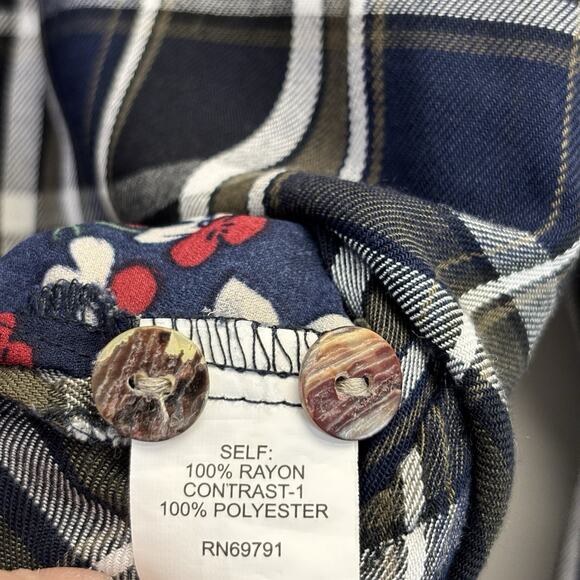 SELF:
100% RAYON
CONTRAST-1
100% POLYESTER
RN69791